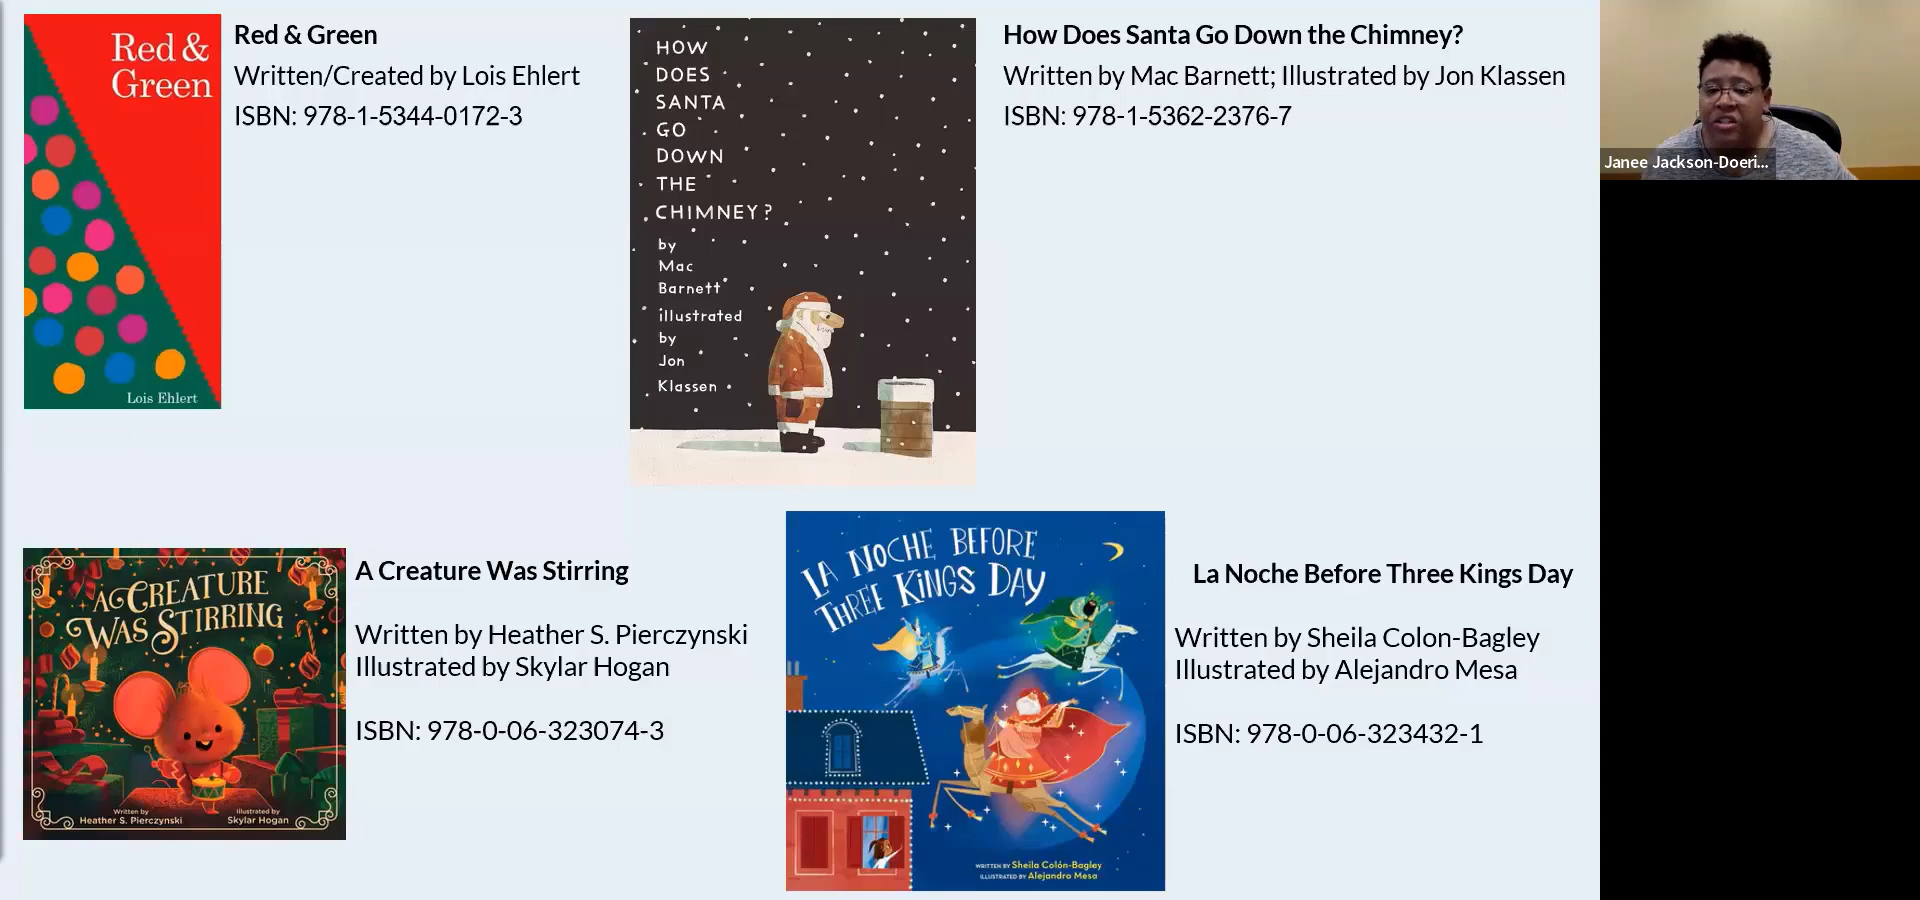 Red &
Green
Lois Ehlert
Red & Green
Written/Created by Lois Ehlert
ISBN: 978-1-5344-0172-3
HOW
DOES
SANTA
GO
DOWN
THE
CHIMNEY?
by
Mac
Barnett
illustrated
by
Jon
Klassen
How Does Santa Go Down the Chimney?
Written by Mac Barnett; Illustrated by Jon Klassen
ISBN: 978-1-5362-2376-7
Janee Jackson-Doeri...
A CREATURE
WAS STIRRING
Written by
Heather S. Pierczynski
Illustrated by
Skylar Hogan
A Creature Was Stirring
Written by Heather S. Pierczynski
Illustrated by Skylar Hogan
ISBN: 978-0-06-323074-3
LA NOCHE BEFORE
THREE KINGS DAY
WRITTEN BY Sheila Colón-Bagley
ILLUSTRATED BY Alejandro Mesa
La Noche Before Three Kings Day
Written by Sheila Colon-Bagley
Illustrated by Alejandro Mesa
ISBN: 978-0-06-323432-1